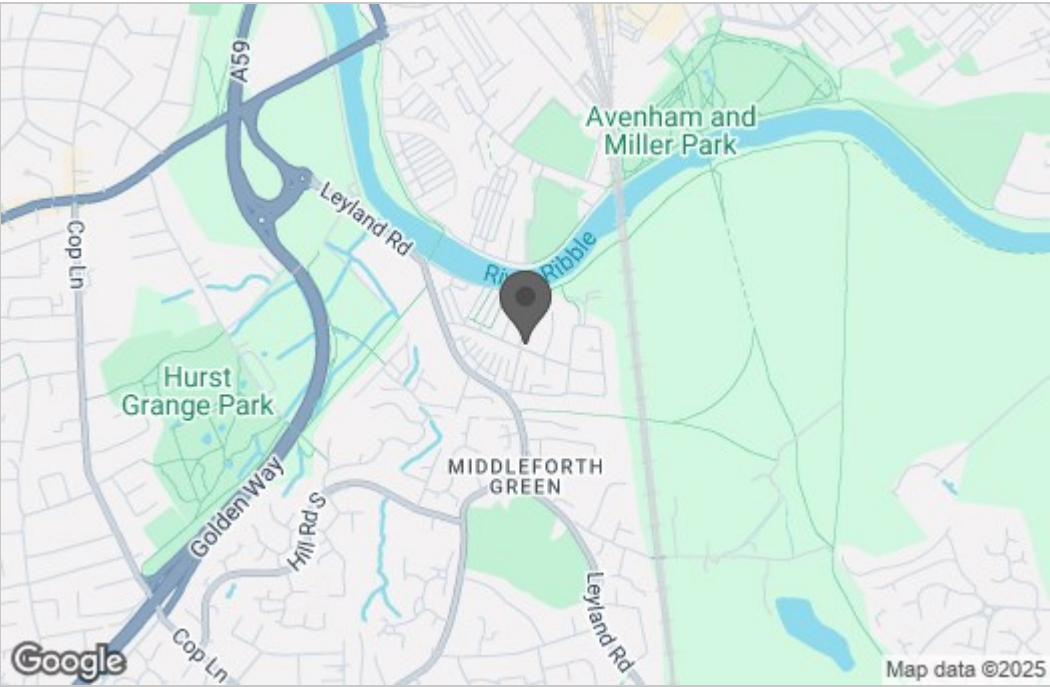 A59
Avenham and
Miller Park
Leyland Rd
Cop Ln
River Ribble
Hurst
Grange Park
MIDDLEFORTH
GREEN
Golden Way
Hill Rd S
Leyland Rd
Cop Ln
Google
Map data ©2025